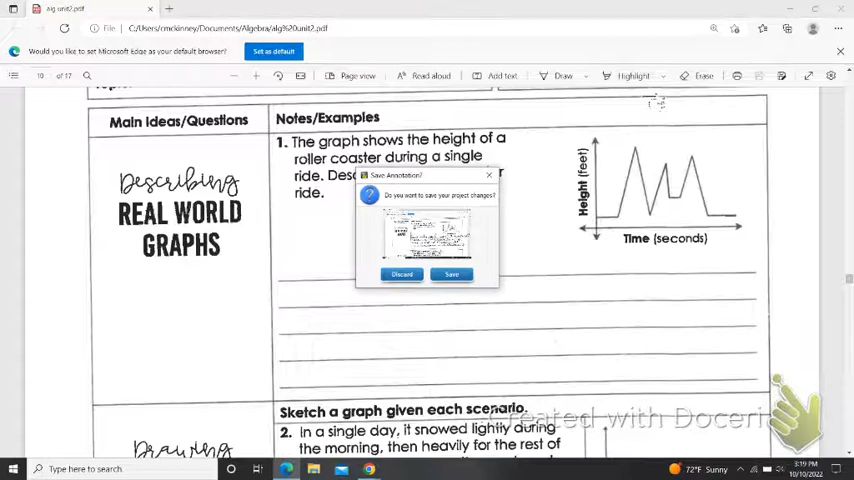 alg unit2.pdf
File
C:/Users/cmckinney/Documents/Algebra/alg%20unit2.pdf
Would you like to set Microsoft Edge as your default browser?
Set as default
10
of 17
Page view
Read aloud
Add text
Draw
Highlight
Erase
Main Ideas/Questions
Notes/Examples
Describing
REAL WORLD
GRAPHS
1. The graph shows the height of a
roller coaster during a single
ride.
ride.
Height (feet)
Time (seconds)
Save Annotation?
Do you want to save your project changes?
Discard
Save
Sketch a graph given each scenario.
Drawing
2. In a single day, it snowed lightly during
the morning, then heavily for the rest of
Created with Doceri
Type here to search
72°F Sunny
3:19 PM
10/10/2022